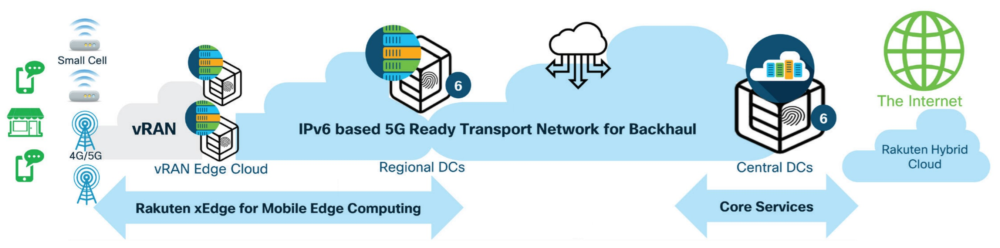 Small Cell
4G/5G
vRAN
vRAN Edge Cloud
6
IPv6 based 5G Ready Transport Network for Backhaul
Regional DCs
6
Central DCs
The Internet
Rakuten Hybrid
Cloud
Rakuten xEdge for Mobile Edge Computing
Core Services